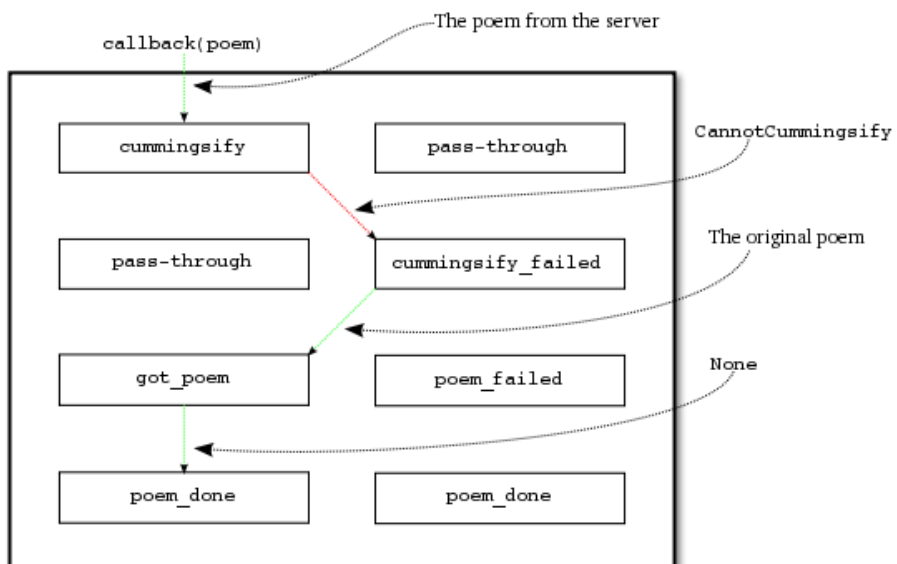 The poem from the server
callback(poem)
cummingsify
pass-through
CannotCummingsify
The original poem
pass-through
cummingsify_failed
got_poem
poem_failed
None
poem_done
poem_done